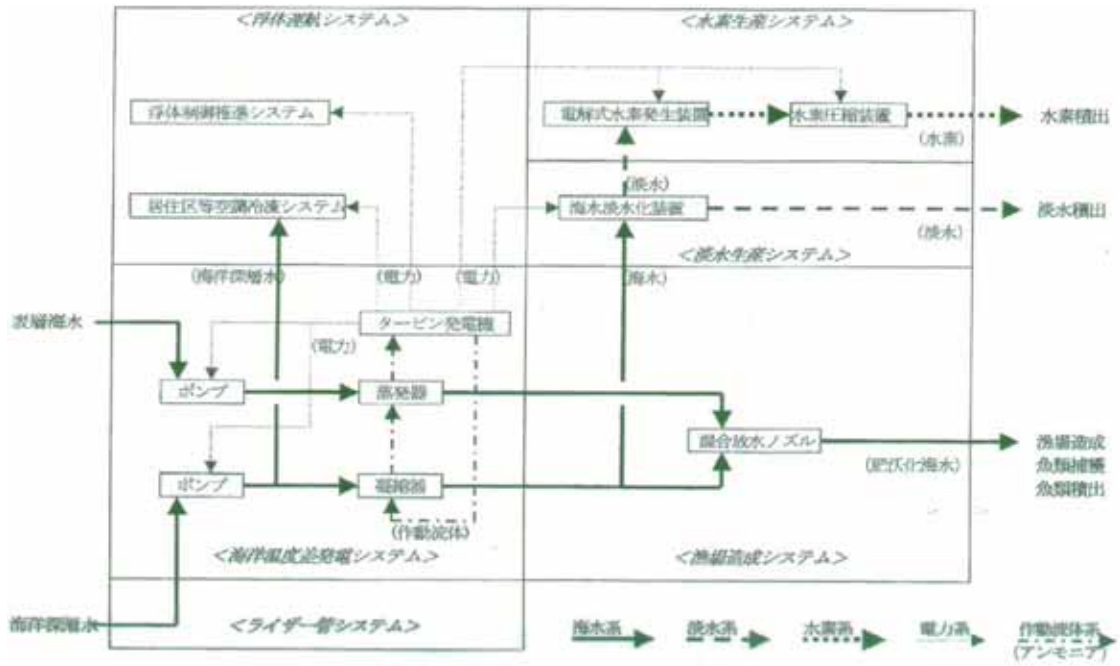 ＜浮体運航システム＞
＜水素生産システム＞
浮体制御推進システム
電解式水素発生装置
水素圧縮装置
水素積出
(水素)
(淡水)
居住区等空調冷凍システム
海水淡水化装置
淡水積出
(淡水)
＜淡水生産システム＞
(海洋深層水)
(電力)
(電力)
(海水)
表層海水
タービン発電機
(電力)
ポンプ
蒸発器
混合放水ノズル
漁場造成
(肥沃化海水)
魚類捕獲
ポンプ
凝縮器
魚類積出
(作動流体)
＜海洋温度差発電システム＞
＜漁場造成システム＞
海洋深層水
＜ライザー管システム＞
海水系
淡水系
水素系
電力系
作動流体系
(アンモニア)